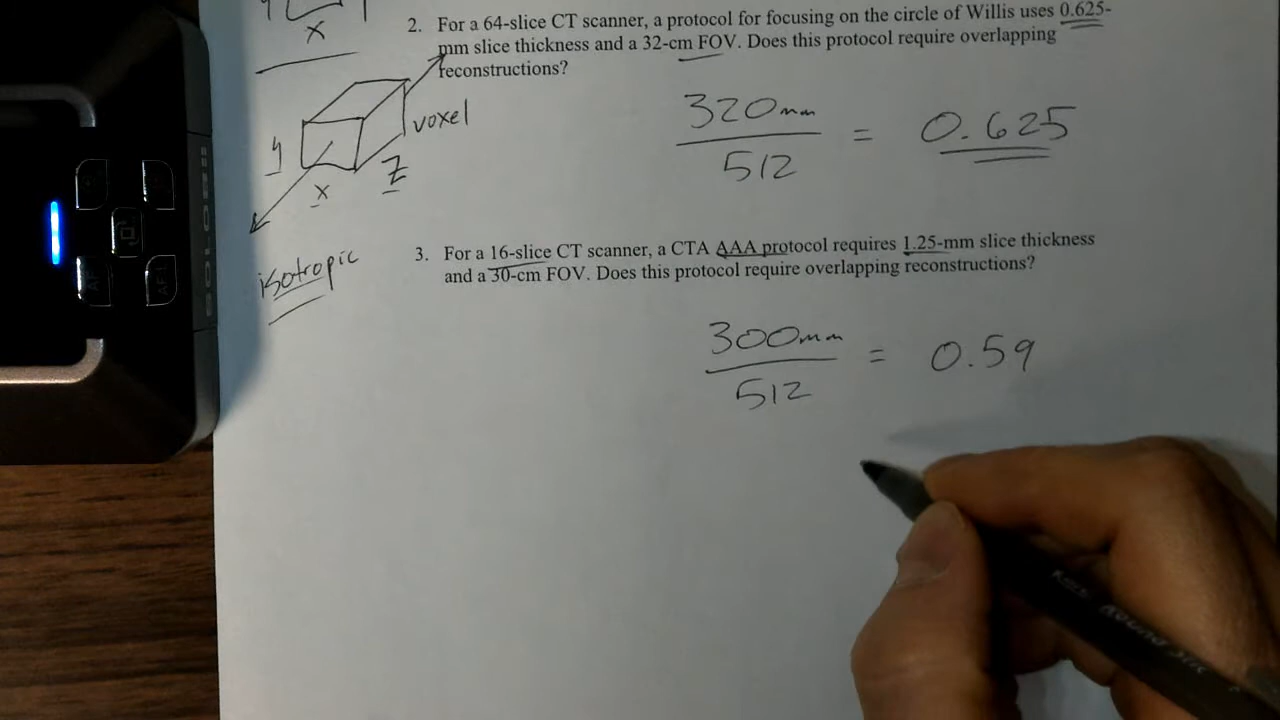 x
2. For a 64-slice CT scanner, a protocol for focusing on the circle of Willis uses 0.625-
mm slice thickness and a 32-cm FOV. Does this protocol require overlapping
reconstructions?
voxel
y
x
z
isotropic
320mm
512
= 0.625
3. For a 16-slice CT scanner, a CTA AAA protocol requires 1.25-mm slice thickness
and a 30-cm FOV. Does this protocol require overlapping reconstructions?
300mm
512
= 0.59
AF